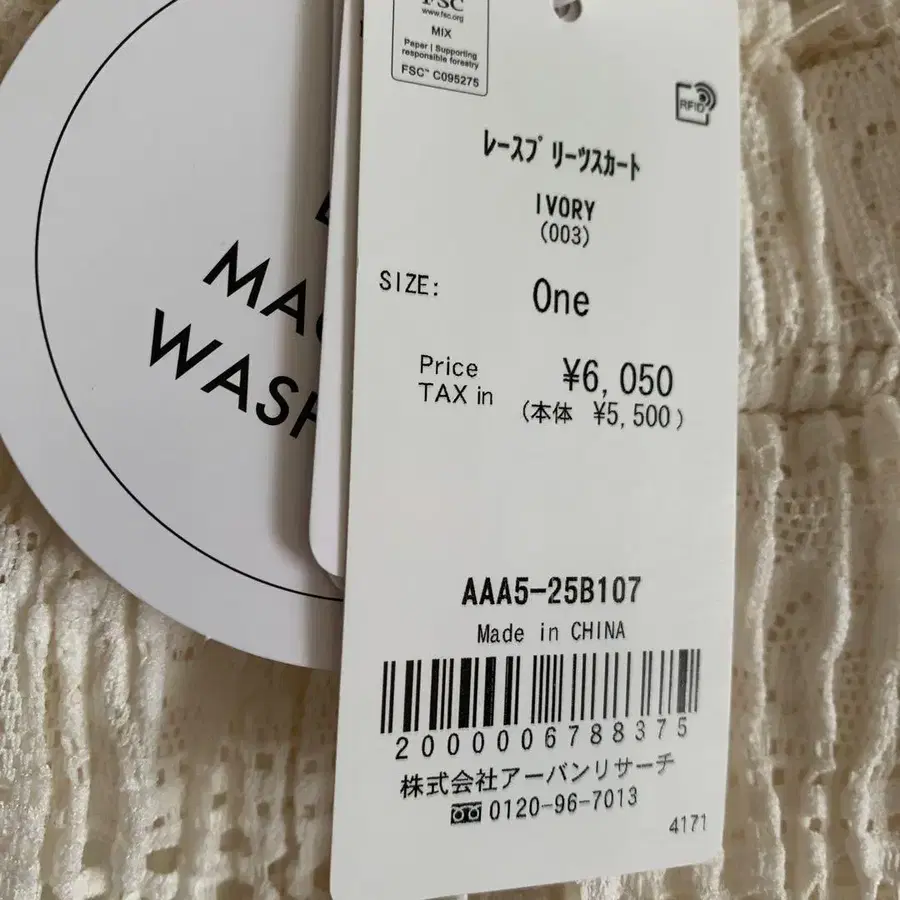 FSC
www.fsc.org
MIX
Paper | Supporting
responsible forestry
FSC™ C095275
RFID
レースプリーツスカート
IVORY
(003)
SIZE: One
Price
TAX in ¥6,050
(本体 ¥5,500)
AAA5-25B107
Made in CHINA
2000006788375
株式会社アーバンリサーチ
0120-96-7013
4171